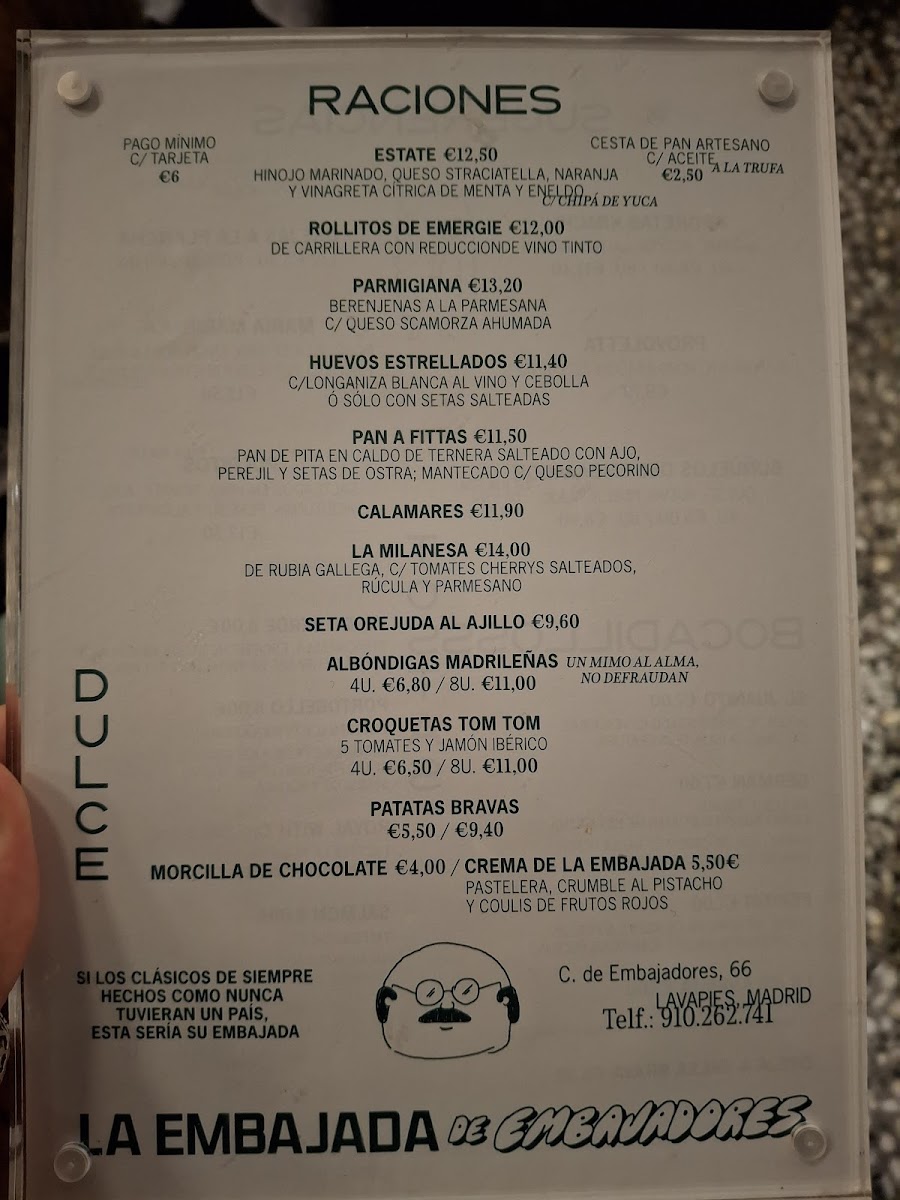 RACIONES
PAGO MÍNIMO
C/ TARJETA
€6
CESTA DE PAN ARTESANO
C/ ACEITE
A LA TRUFA
€2,50
ESTATE €12,50
HINOJO MARINADO, QUESO STRACIATELLA, NARANJA
Y VINAGRETA CÍTRICA DE MENTA Y ENELDO
C/ CHIPÁ DE YUCA
ROLLITOS DE EMERGIE €12,00
DE CARRILLERA CON REDUCCIONDE VINO TINTO
PARMIGIANA €13,20
BERENJENAS A LA PARMESANA
C/ QUESO SCAMORZA AHUMADA
HUEVOS ESTRELLADOS €11,40
C/LONGANIZA BLANCA AL VINO Y CEBOLLA
Ó SÓLO CON SETAS SALTEADAS
PAN A FITTAS €11,50
PAN DE PITA EN CALDO DE TERNERA SALTEADO CON AJO,
PEREJIL Y SETAS DE OSTRA; MANTECADO C/ QUESO PECORINO
CALAMARES €11,90
LA MILANESA €14,00
DE RUBIA GALLEGA, C/ TOMATES CHERRYS SALTEADOS,
RÚCULA Y PARMESANO
SETA OREJUDA AL AJILLO €9,60
ALBÓNDIGAS MADRILEÑAS UN MIMO AL ALMA,
NO DEFRAUDAN
4U. €6,80 / 8U. €11,00
CROQUETAS TOM TOM
5 TOMATES Y JAMÓN IBÉRICO
4U. €6,50 / 8U. €11,00
PATATAS BRAVAS
€5,50 / €9,40
DULCE
MORCILLA DE CHOCOLATE €4,00 / CREMA DE LA EMBAJADA 5,50€
PASTELERA, CRUMBLE AL PISTACHO
Y COULIS DE FRUTOS ROJOS
SI LOS CLÁSICOS DE SIEMPRE
HECHOS COMO NUNCA
TUVIERAN UN PAÍS,
ESTA SERÍA SU EMBAJADA
C. de Embajadores, 66
LAVAPIES, MADRID
Telf.: 910.262.741
LA EMBAJADA DE EMBAJADORES